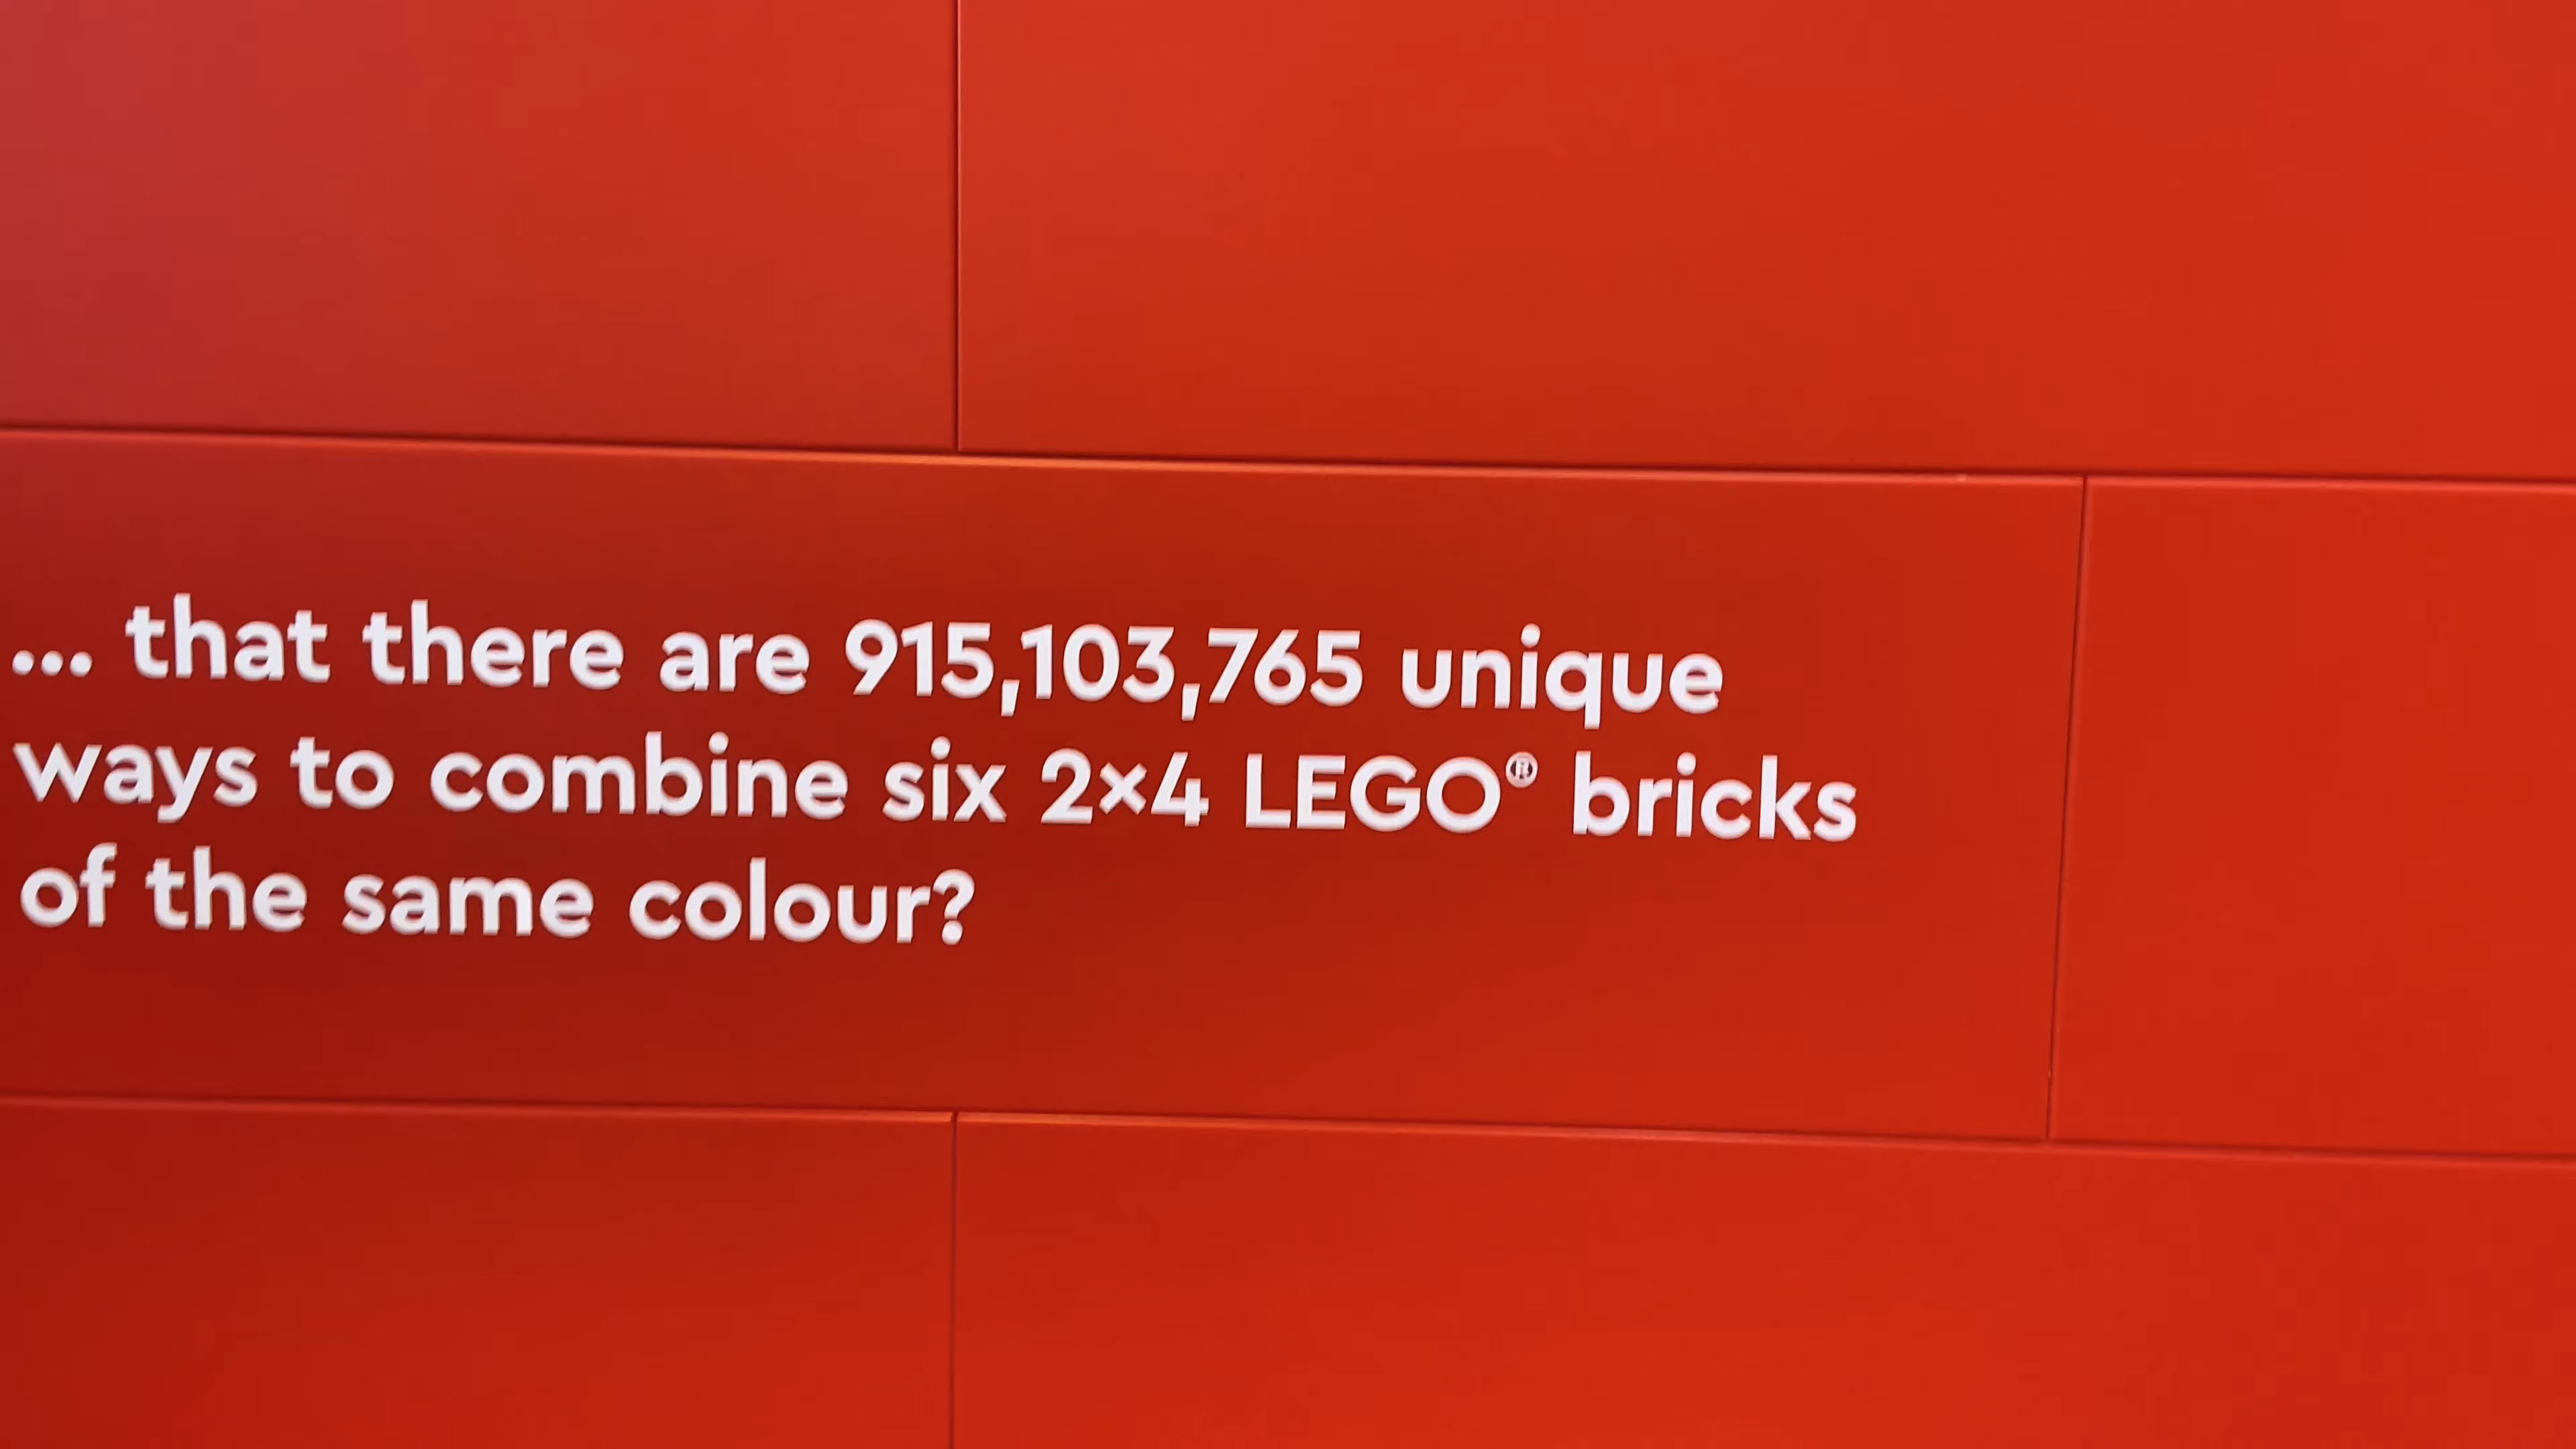 ... that there are 915,103,765 unique
ways to combine six 2×4 LEGO® bricks
of the same colour?